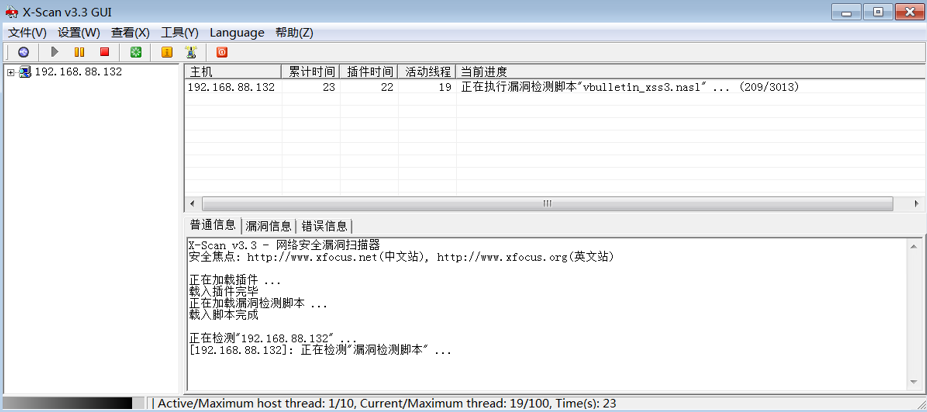 X-Scan v3.3 GUI
文件(V) 设置(W) 查看(X) 工具(Y) Language 帮助(Z)
192.168.88.132
主机 累计时间 插件时间 活动线程 当前进度
192.168.88.132 23 22 19 正在执行漏洞检测脚本"vbulletin_xss3.nasl" ... (209/3013)
普通信息 漏洞信息 错误信息
X-Scan v3.3 - 网络安全漏洞扫描器
安全焦点: http://www.xfocus.net(中文站), http://www.xfocus.org(英文站)
正在加载插件 ...
载入插件完毕
正在加载漏洞检测脚本 ...
载入脚本完成
正在检测"192.168.88.132" ...
[192.168.88.132]: 正在检测"漏洞检测脚本" ...
Active/Maximum host thread: 1/10, Current/Maximum thread: 19/100, Time(s): 23